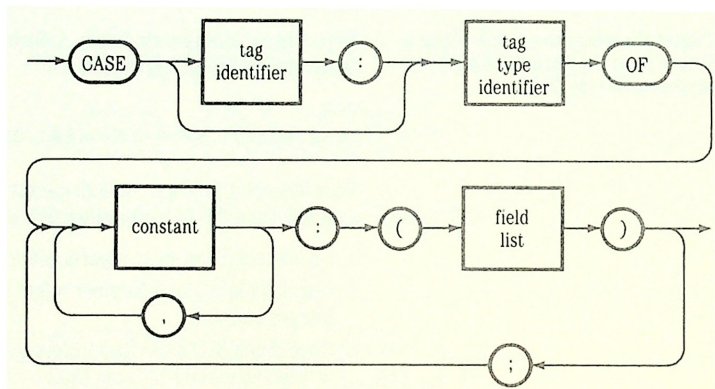 CASE
tag
identifier
:
tag
type
identifier
OF
constant
:
(
field
list
)
,
;